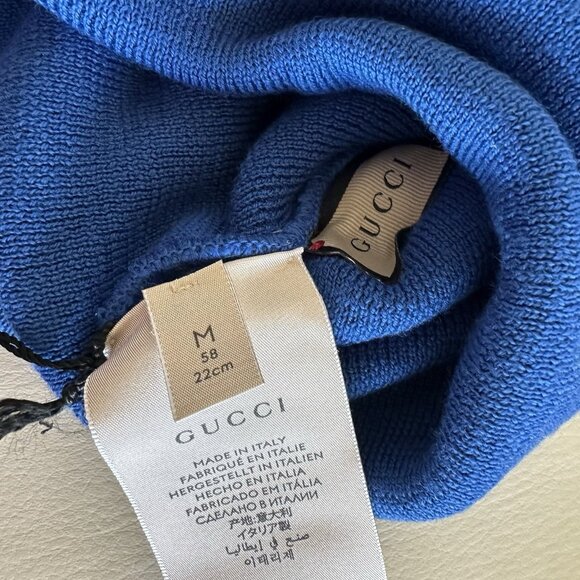 GUCCI
M
58
22cm
GUCCI
MADE IN ITALY
FABRIQUÉ EN ITALIE
HERGESTELLT IN ITALIEN
HECHO EN ITALIA
FABRICADO EM ITÁLIA
СДЕЛАНО В ИТАЛИИ
产地:意大利
イタリア製
صنع في إيطاليا
이태리제